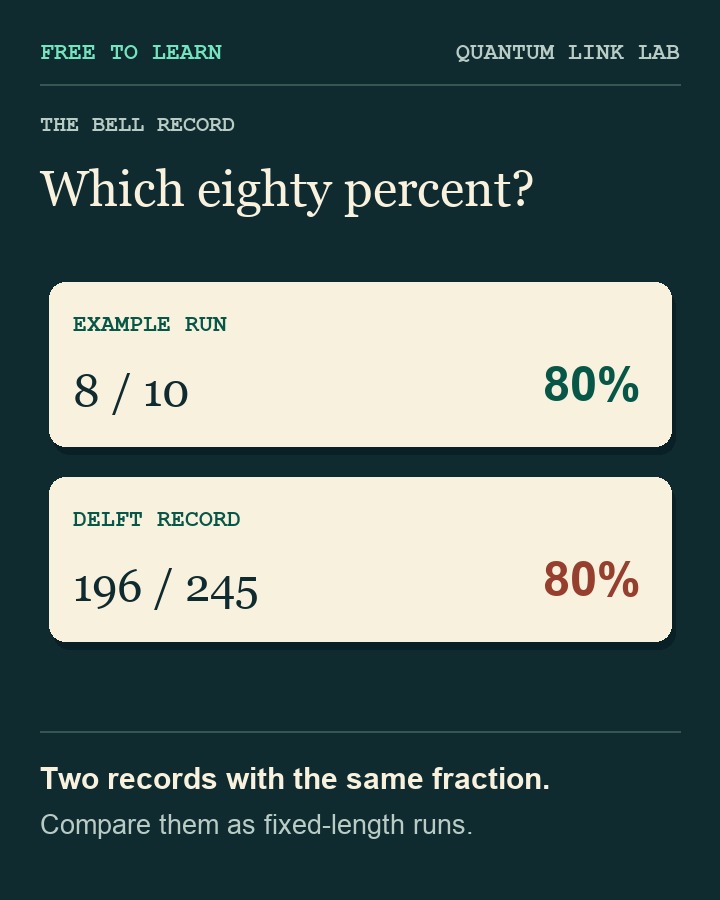 FREE TO LEARN
QUANTUM LINK LAB
THE BELL RECORD
Which eighty percent?
EXAMPLE RUN
8 / 10
80%
DELFT RECORD
196 / 245
80%
Two records with the same fraction.
Compare them as fixed-length runs.